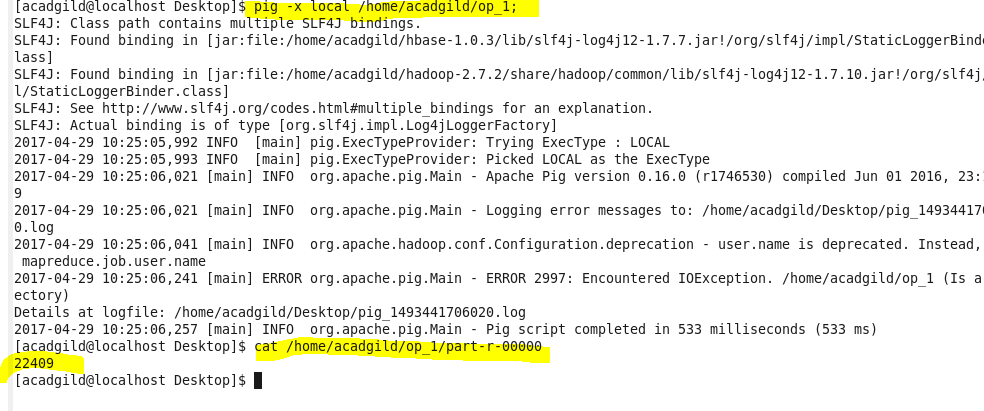 [acadgild@localhost Desktop]$ pig -x local /home/acadgild/op_1;
SLF4J: Class path contains multiple SLF4J bindings.
SLF4J: Found binding in [jar:file:/home/acadgild/hbase-1.0.3/lib/slf4j-log4j12-1.7.7.jar!/org/slf4j/impl/StaticLoggerBinde
lass]
SLF4J: Found binding in [jar:file:/home/acadgild/hadoop-2.7.2/share/hadoop/common/lib/slf4j-log4j12-1.7.10.jar!/org/slf4j/
l/StaticLoggerBinder.class]
SLF4J: See http://www.slf4j.org/codes.html#multiple_bindings for an explanation.
SLF4J: Actual binding is of type [org.slf4j.impl.Log4jLoggerFactory]
2017-04-29 10:25:05,992 INFO  [main] pig.ExecTypeProvider: Trying ExecType : LOCAL
2017-04-29 10:25:05,993 INFO  [main] pig.ExecTypeProvider: Picked LOCAL as the ExecType
2017-04-29 10:25:06,021 [main] INFO  org.apache.pig.Main - Apache Pig version 0.16.0 (r1746530) compiled Jun 01 2016, 23:
9
2017-04-29 10:25:06,021 [main] INFO  org.apache.pig.Main - Logging error messages to: /home/acadgild/Desktop/pig_149344170
0.log
2017-04-29 10:25:06,041 [main] INFO  org.apache.hadoop.conf.Configuration.deprecation - user.name is deprecated. Instead,
mapreduce.job.user.name
2017-04-29 10:25:06,241 [main] ERROR org.apache.pig.Main - ERROR 2997: Encountered IOException. /home/acadgild/op_1 (Is a
ectory)
Details at logfile: /home/acadgild/Desktop/pig_1493441706020.log
2017-04-29 10:25:06,257 [main] INFO  org.apache.pig.Main - Pig script completed in 533 milliseconds (533 ms)
[acadgild@localhost Desktop]$ cat /home/acadgild/op_1/part-r-00000
22409
[acadgild@localhost Desktop]$